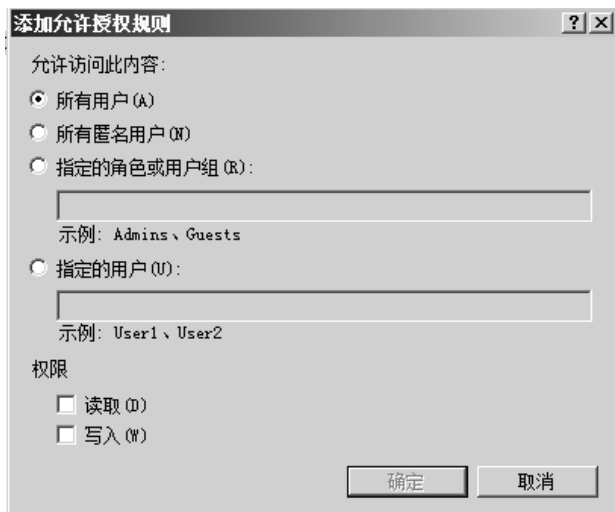 添加允许授权规则
允许访问此内容:
所有用户(A)
所有匿名用户(N)
指定的角色或用户组(R):
示例: Admins、Guests
指定的用户(U):
示例: User1、User2
权限
读取(D)
写入(W)
确定 取消